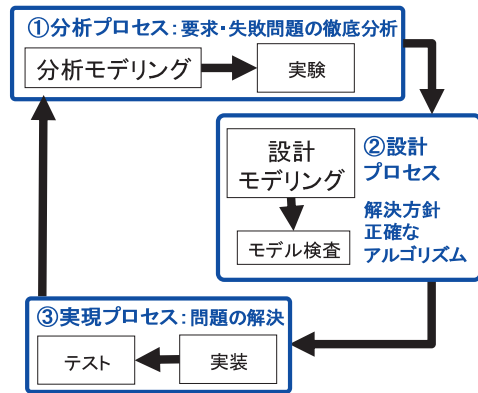 ①分析プロセス：要求・失敗問題の徹底分析
分析モデリング
実験
②設計
プロセス
設計
モデリング
解決方針
正確な
アルゴリズム
モデル検査
③実現プロセス：問題の解決
テスト
実装